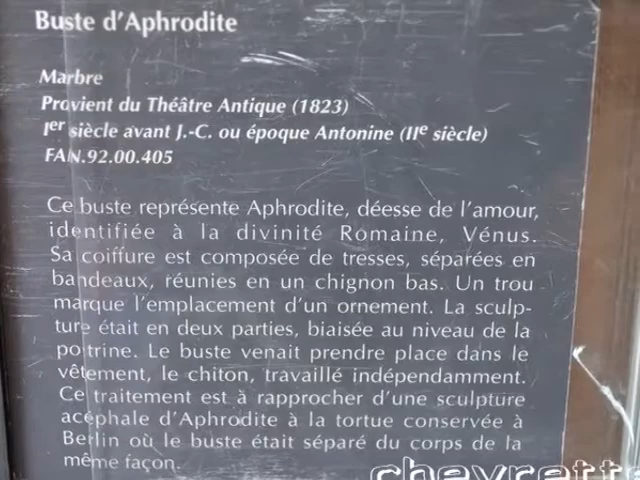 Buste d'Aphrodite
Marbre
Provient du Théâtre Antique (1823)
Ier siècle avant J.-C. ou époque Antonine (IIe siècle)
FAN.92.00.405
Ce buste représente Aphrodite, déesse de l'amour,
identifiée à la divinité Romaine, Vénus.
Sa coiffure est composée de tresses, séparées en
bandeaux, réunies en un chignon bas. Un trou
marque l'emplacement d'un ornement. La sculp-
ture était en deux parties, biaisée au niveau de la
poitrine. Le buste venait prendre place dans le
vêtement, le chiton, travaillé indépendamment.
Ce traitement est à rapprocher d'une sculpture
acéphale d'Aphrodite à la tortue conservée à
Berlin où le buste était séparé du corps de la
même façon.